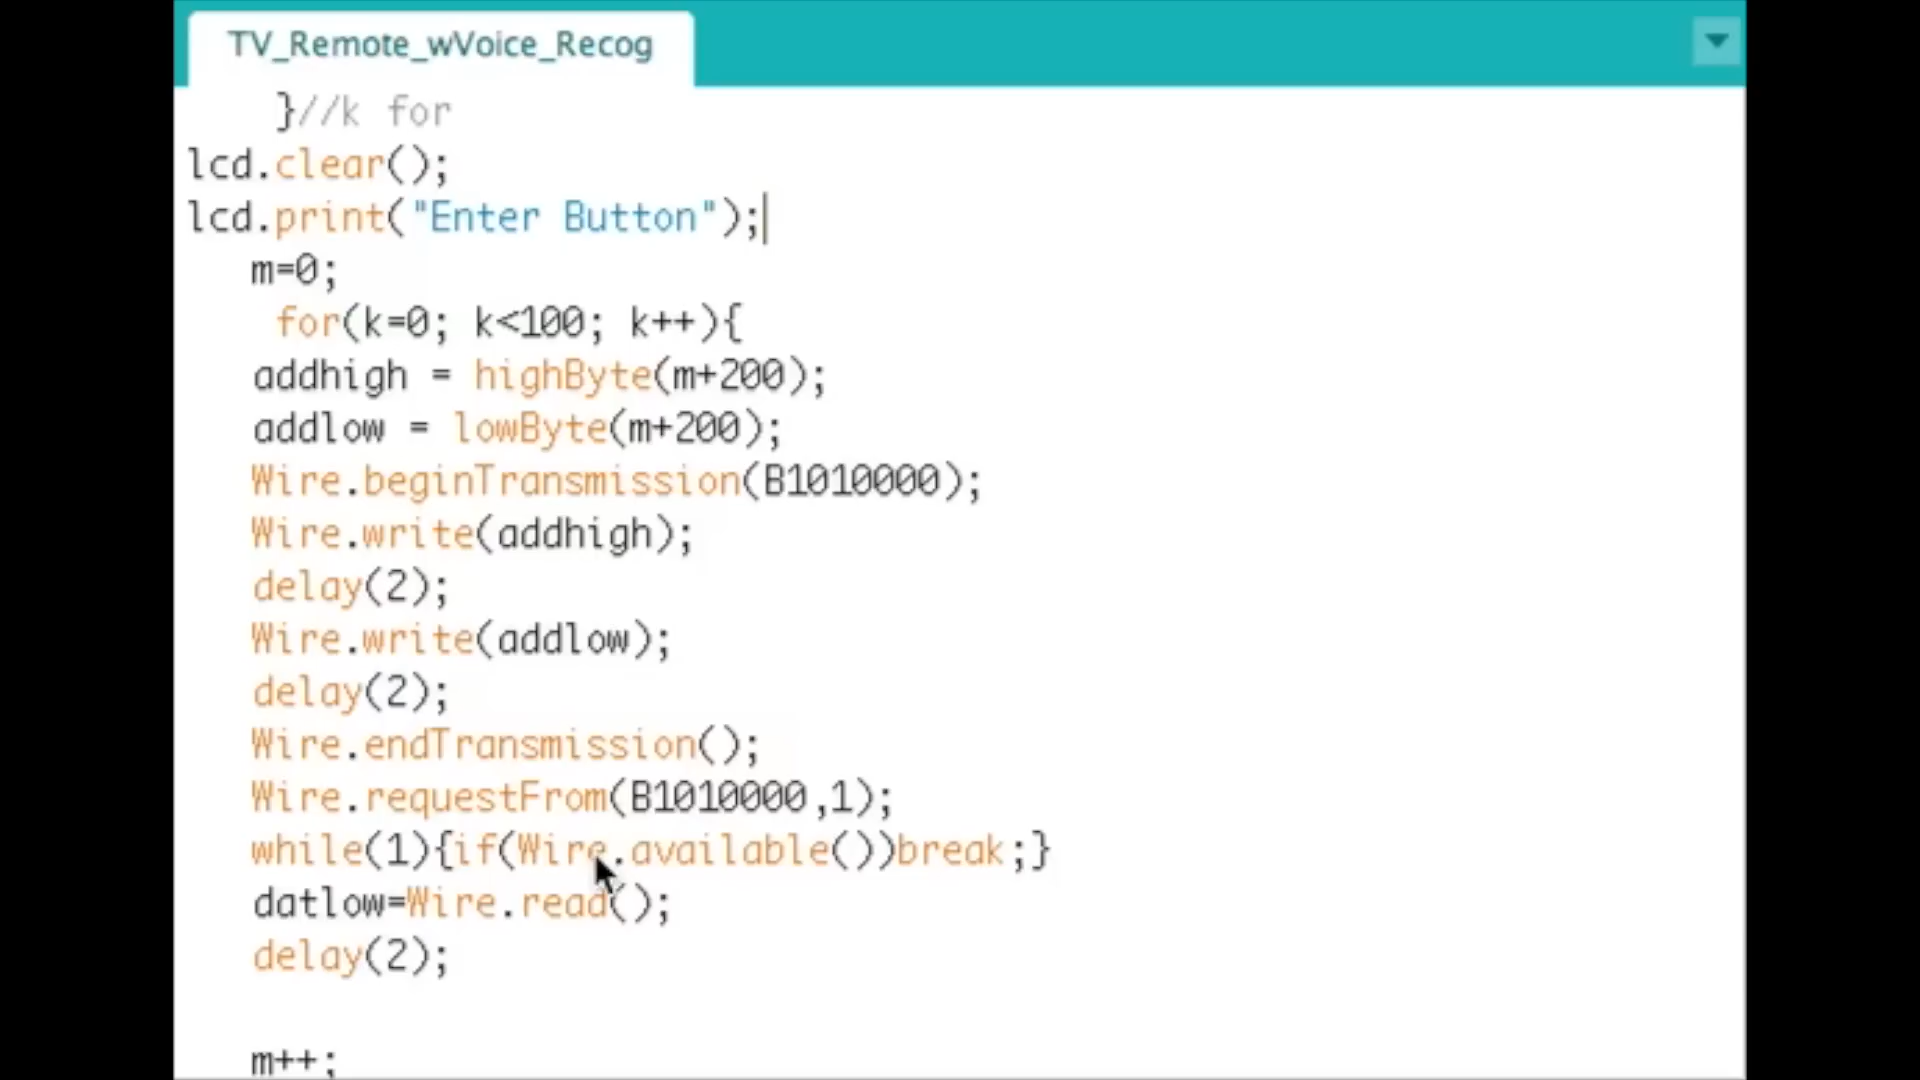 TV_Remote_wVoice_Recog
}//k for
lcd.clear();
lcd.print("Enter Button");
m=0;
for(k=0; k<100; k++){
addhigh = highByte(m+200);
addlow = lowByte(m+200);
Wire.beginTransmission(B1010000);
Wire.write(addhigh);
delay(2);
Wire.write(addlow);
delay(2);
Wire.endTransmission();
Wire.requestFrom(B1010000,1);
while(1){if(Wire.available())break;}
datlow=Wire.read();
delay(2);
m++;